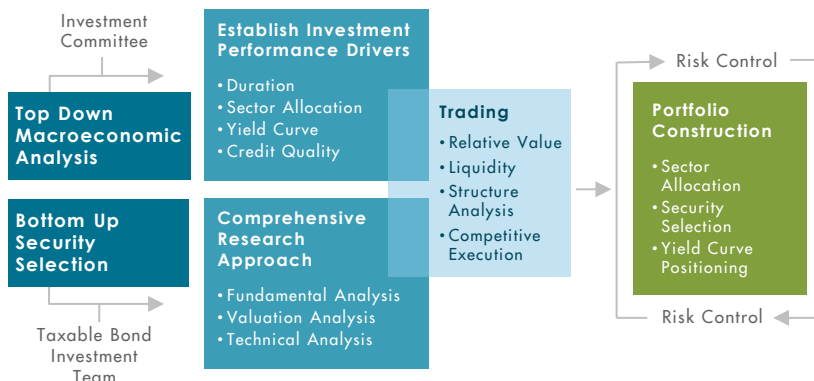 Investment
Committee
Top Down
Macroeconomic
Analysis
Bottom Up
Security
Selection
Taxable Bond
Investment
Team
Establish Investment
Performance Drivers
• Duration
• Sector Allocation
• Yield Curve
• Credit Quality
Comprehensive
Research
Approach
• Fundamental Analysis
• Valuation Analysis
• Technical Analysis
Trading
• Relative Value
• Liquidity
• Structure
Analysis
• Competitive
Execution
Risk Control
Portfolio
Construction
• Sector
Allocation
• Security
Selection
• Yield Curve
Positioning
Risk Control